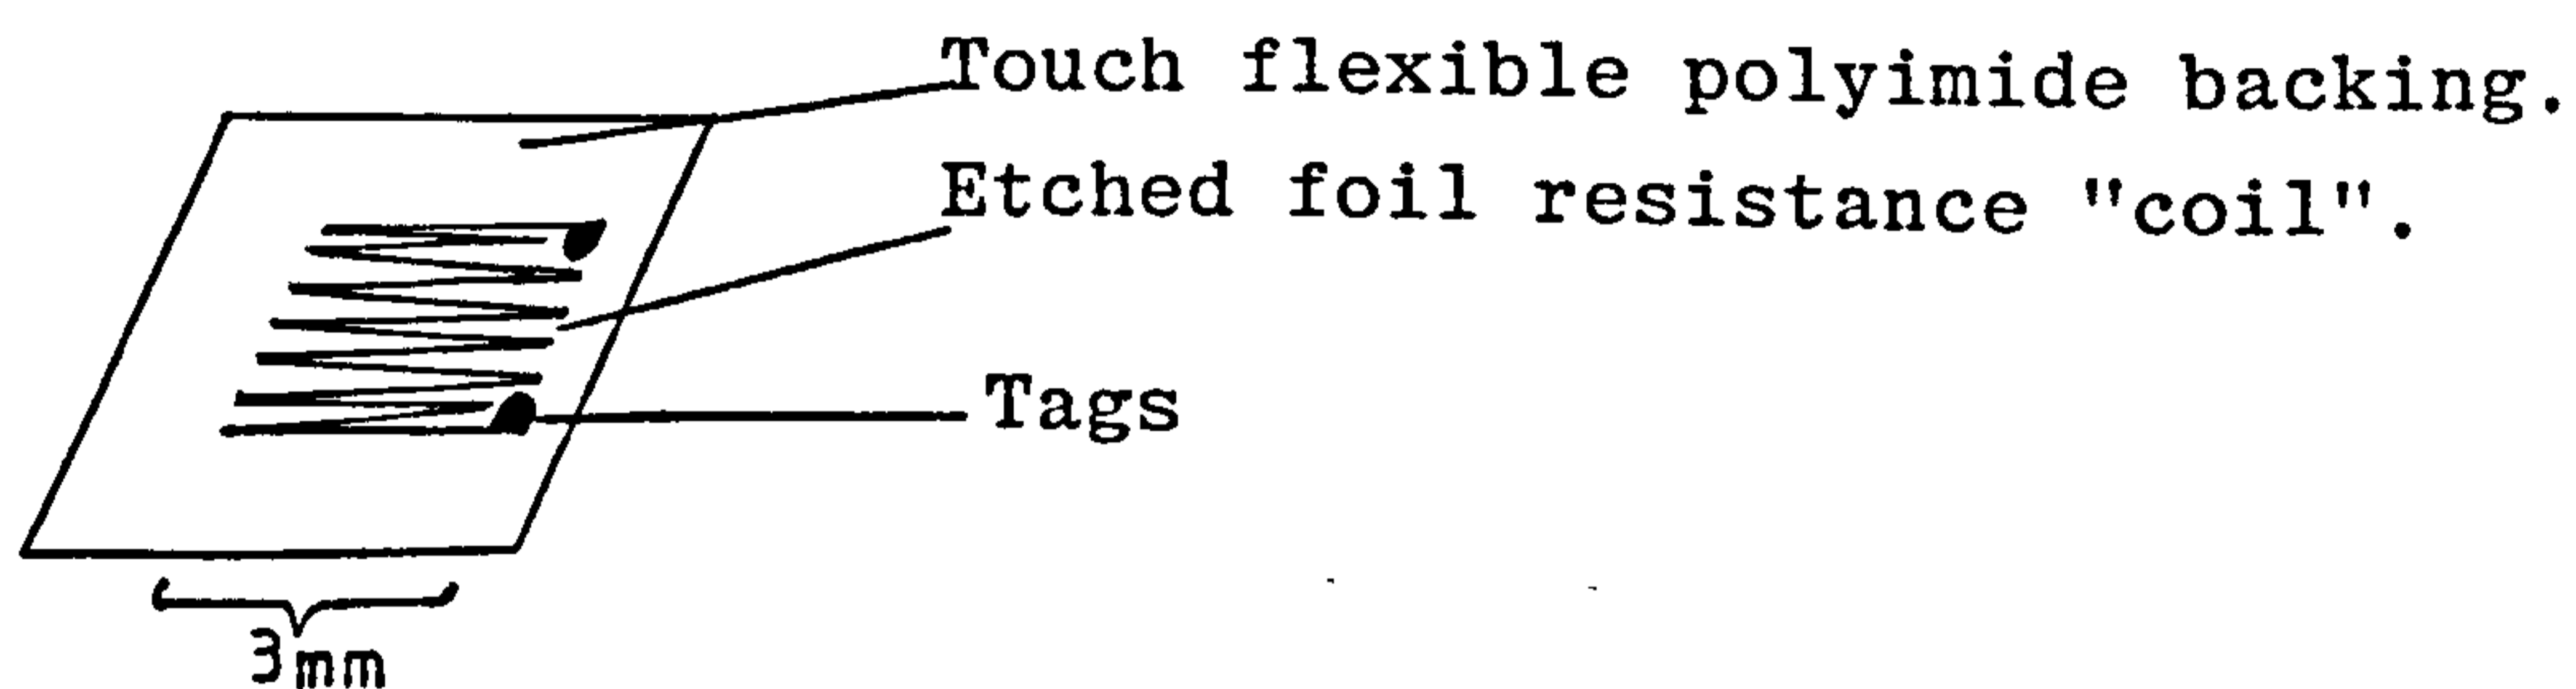 Touch flexible polyimide backing.
Etched foil resistance "coil".
Tags
3mm